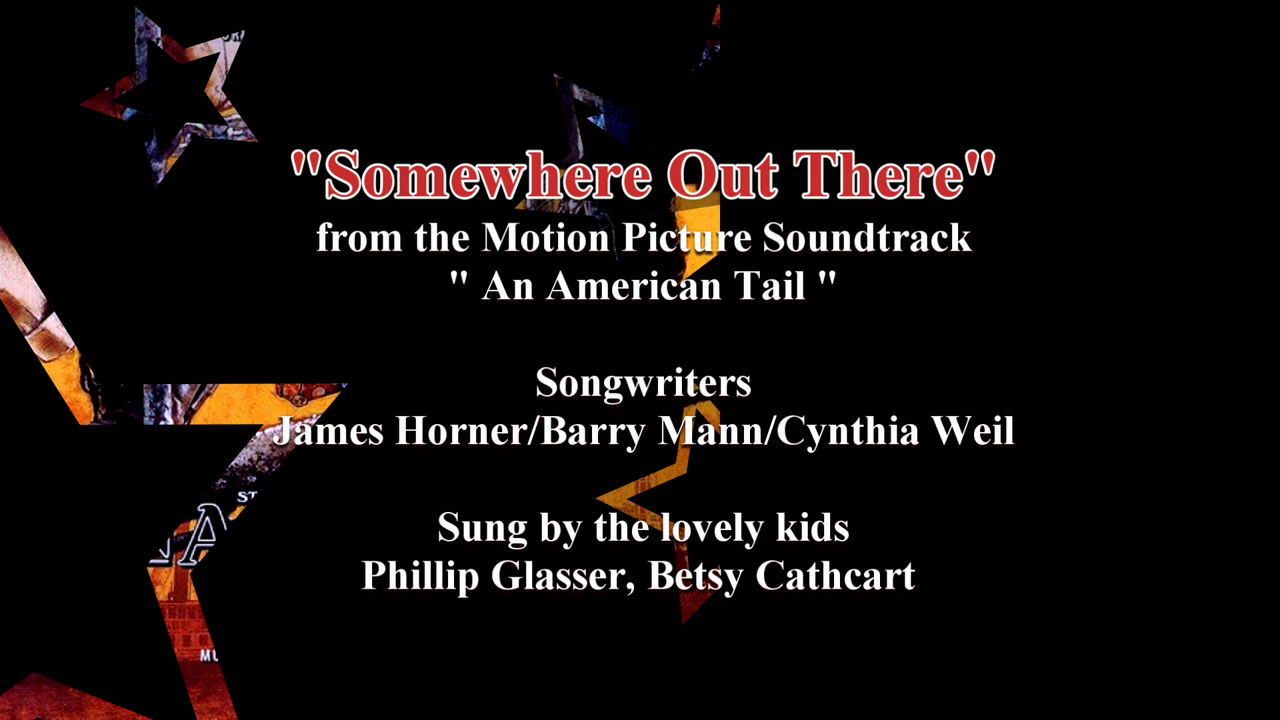 "Somewhere Out There"
from the Motion Picture Soundtrack
" An American Tail "
Songwriters
James Horner/Barry Mann/Cynthia Weil
Sung by the lovely kids
Phillip Glasser, Betsy Cathcart